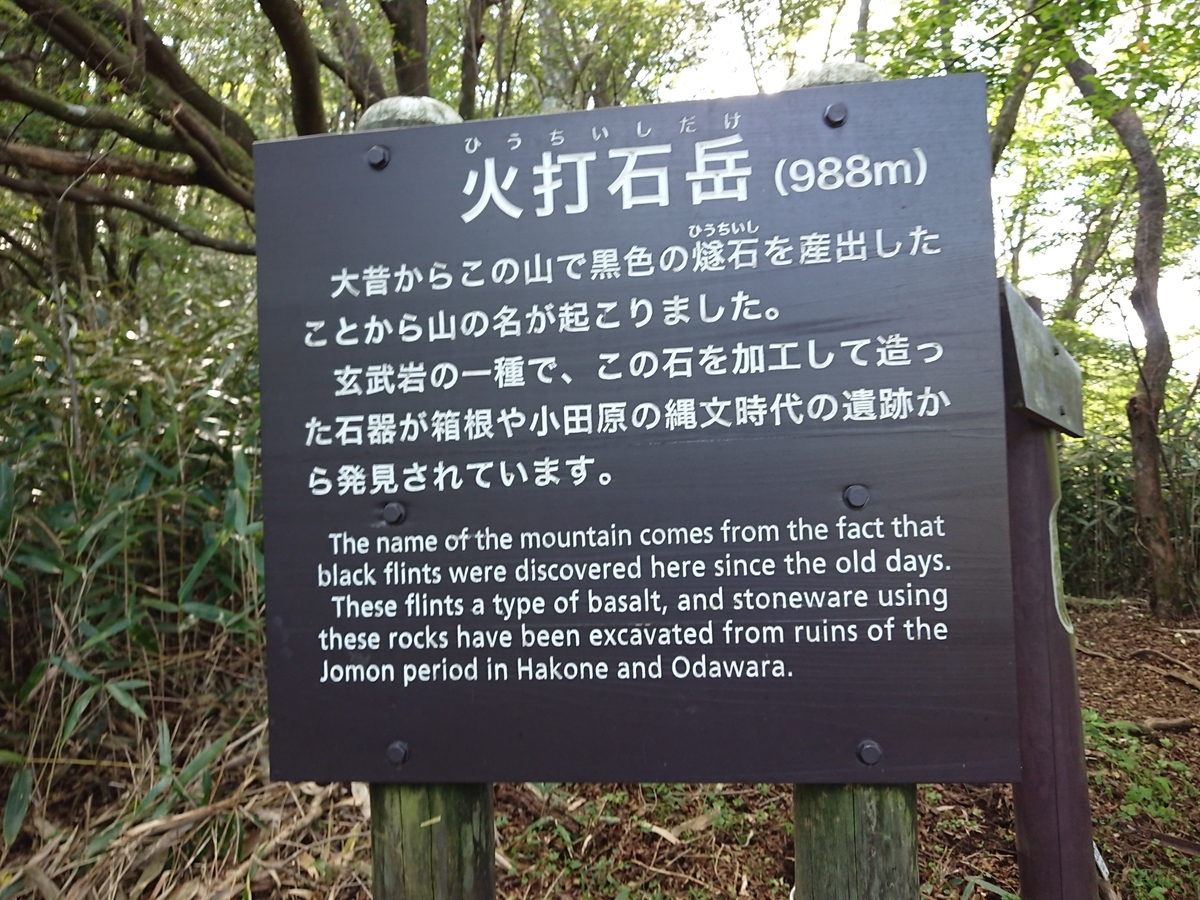 ひうちいしだけ
火打石岳 (988m)
ひうちいし
大昔からこの山で黒色の燧石を産出した
ことから山の名が起こりました。
玄武岩の一種で、この石を加工して造っ
た石器が箱根や小田原の縄文時代の遺跡か
ら発見されています。
The name of the mountain comes from the fact that
black flints were discovered here since the old days.
These flints a type of basalt, and stoneware using
these rocks have been excavated from ruins of the
Jomon period in Hakone and Odawara.